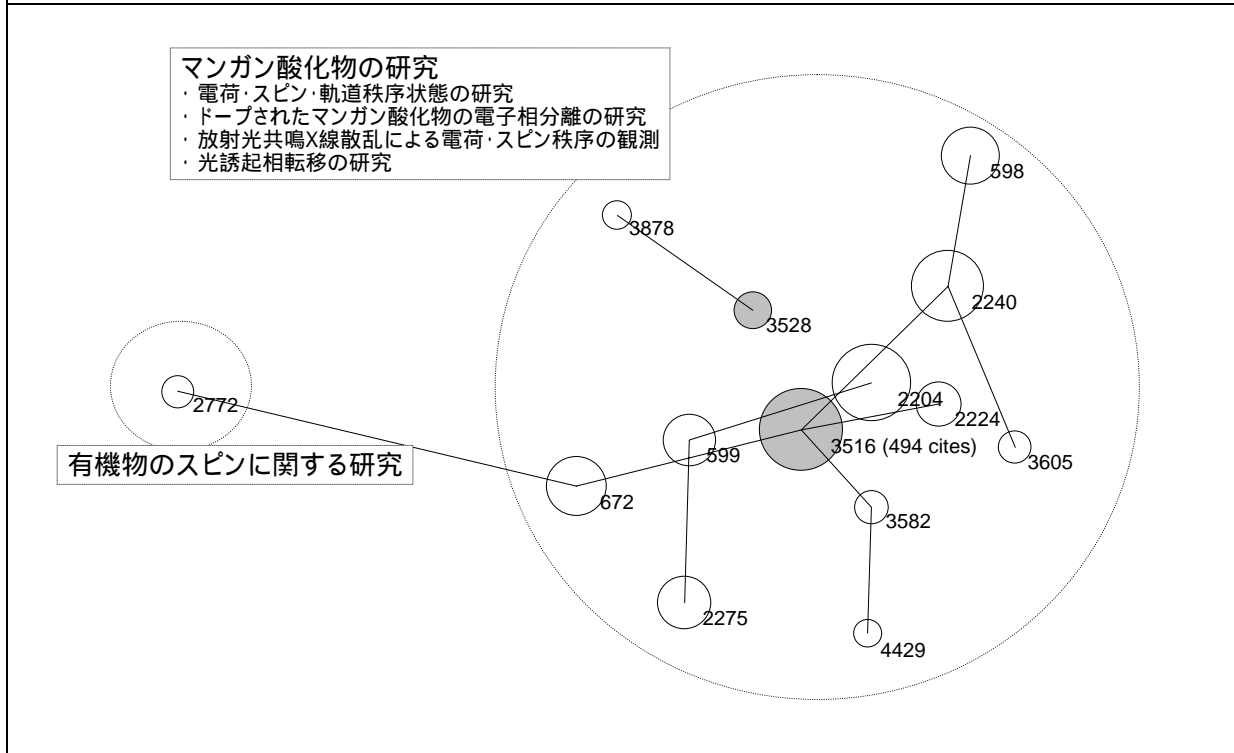 マンガン酸化物の研究
・電荷・スピン・軌道秩序状態の研究
・ドープされたマンガン酸化物の電子相分離の研究
・放射光共鳴X線散乱による電荷・スピン秩序の観測
・光誘起相転移の研究
598
3878
2240
3528
2772
2204
2224
599
3516 (494 cites)
3605
有機物のスピンに関する研究
672
3582
2275
4429